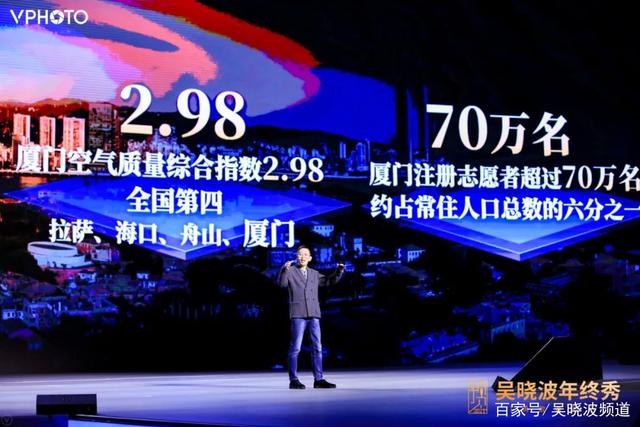 VPHOTO
2.98
厦门空气质量综合指数2.98
全国第四
拉萨、海口、舟山、厦门
70万名
厦门注册志愿者超过70万名
约占常住人口总数的六分之一
吴晓波年终秀
百家号/吴晓波频道